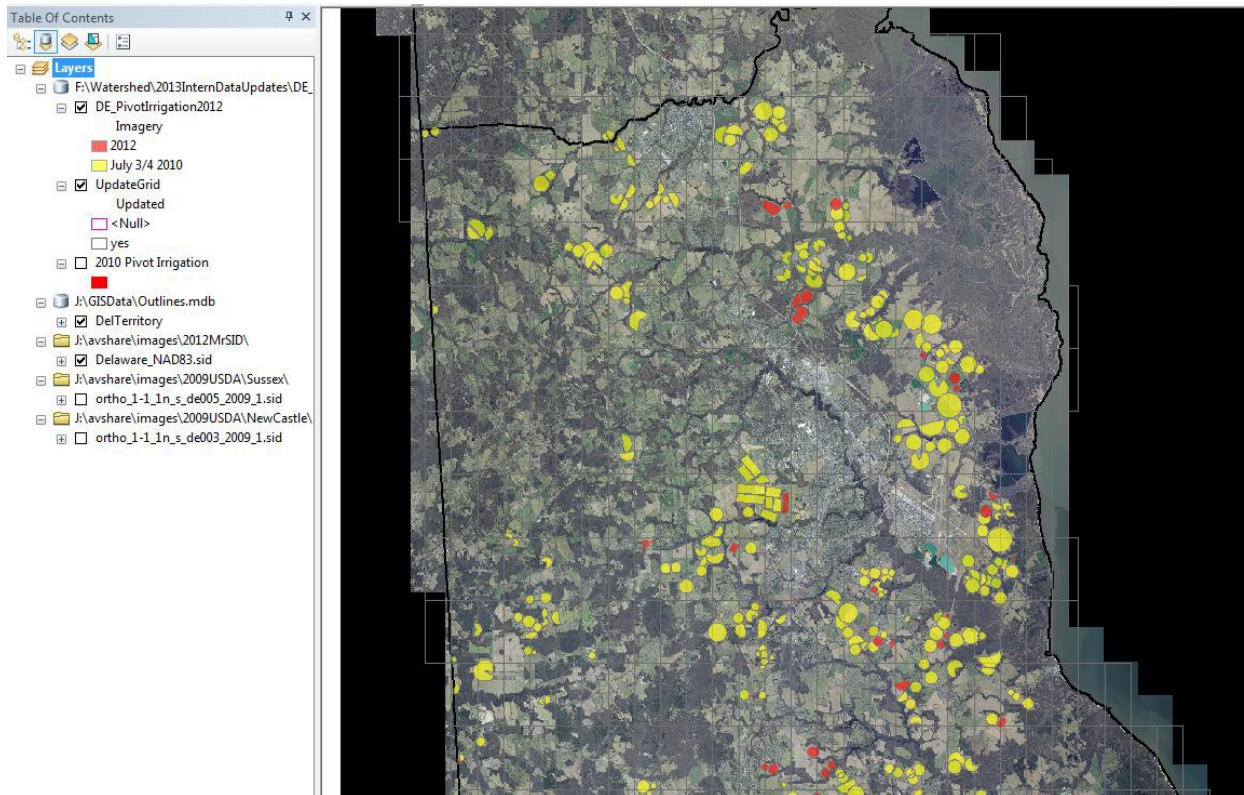 Table Of Contents
Layers
F:\Watershed\2013InternDataUpdates\DE_
DE_PivotIrrigation2012
Imagery
2012
July 3/4 2010
UpdateGrid
Updated
<Null>
yes
2010 Pivot Irrigation
J:\GISData\Outlines.mdb
DelTerritory
J:\avshare\images\2012MrSID\
Delaware_NAD83.sid
J:\avshare\images\2009USDA\Sussex\
ortho_1-1_1n_s_de005_2009_1.sid
J:\avshare\images\2009USDA\NewCastle\
ortho_1-1_1n_s_de003_2009_1.sid